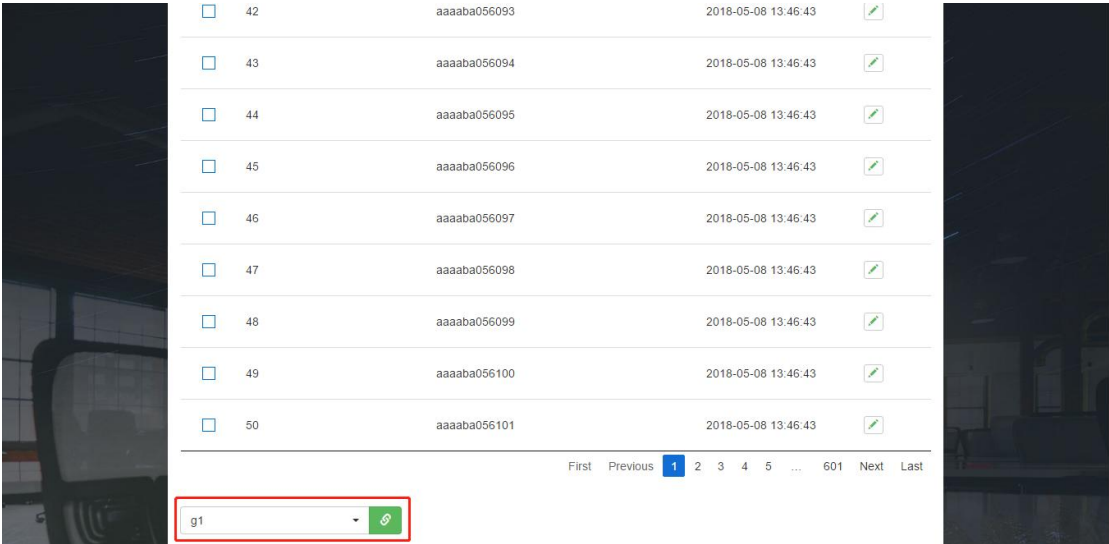 42 aaaaba056093 2018-05-08 13:46:43
43 aaaaba056094 2018-05-08 13:46:43
44 aaaaba056095 2018-05-08 13:46:43
45 aaaaba056096 2018-05-08 13:46:43
46 aaaaba056097 2018-05-08 13:46:43
47 aaaaba056098 2018-05-08 13:46:43
48 aaaaba056099 2018-05-08 13:46:43
49 aaaaba056100 2018-05-08 13:46:43
50 aaaaba056101 2018-05-08 13:46:43
First Previous 1 2 3 4 5 ... 601 Next Last
g1